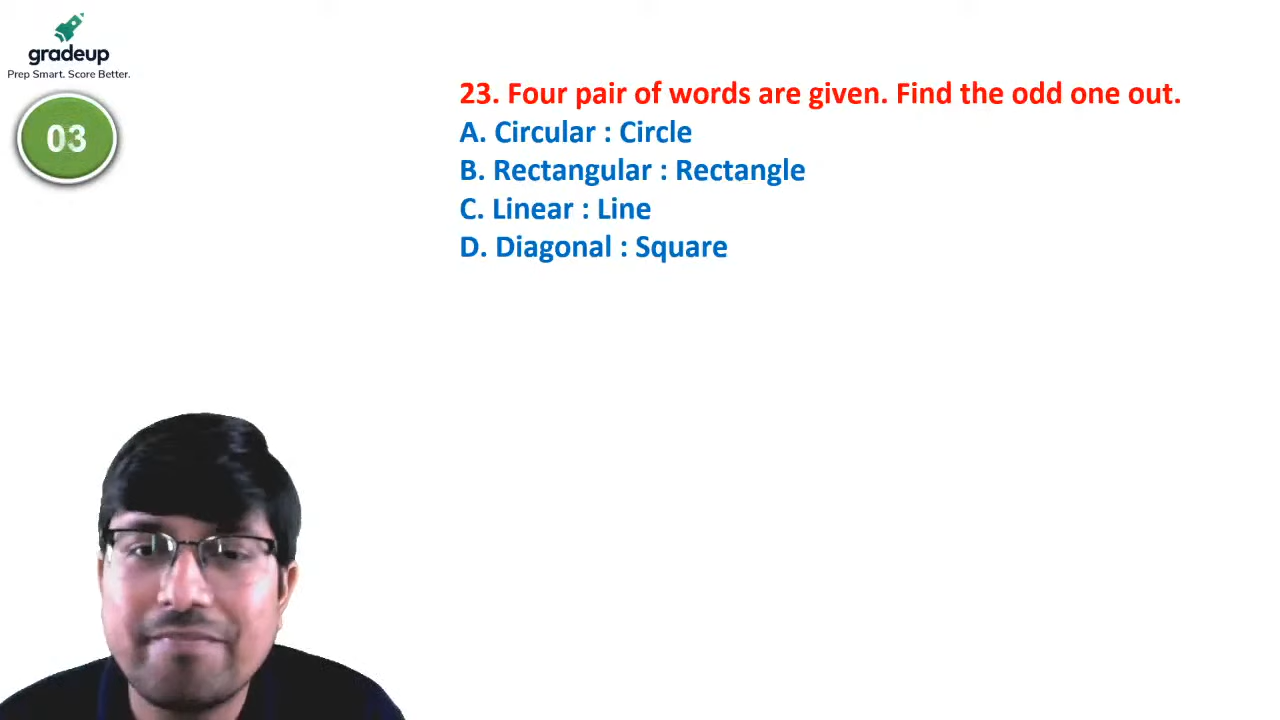 gradeup
Prep Smart. Score Better.
03
23. Four pair of words are given. Find the odd one out.
A. Circular : Circle
B. Rectangular : Rectangle
C. Linear : Line
D. Diagonal : Square